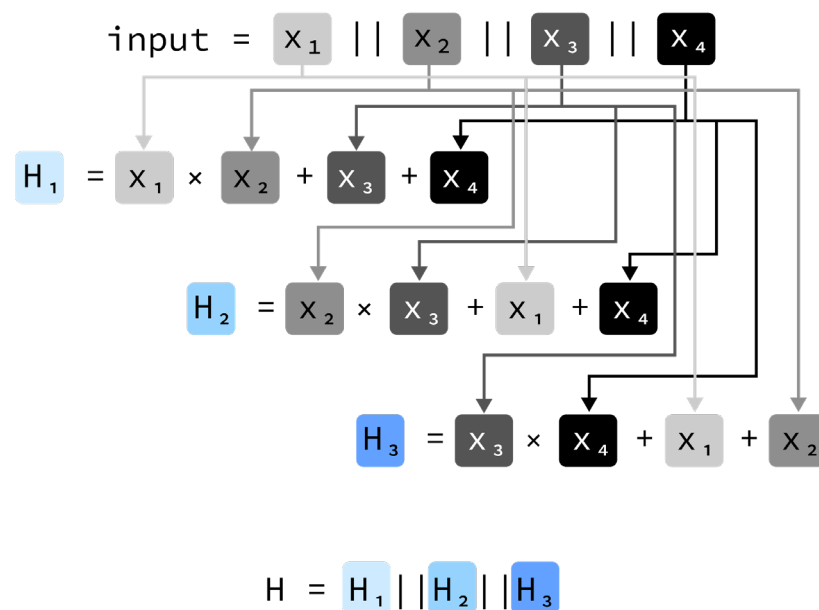 input = x₁ || x₂ || x₃ || x₄
H₁ = x₁ × x₂ + x₃ + x₄
H₂ = x₂ × x₃ + x₁ + x₄
H₃ = x₃ × x₄ + x₁ + x₂
H = H₁||H₂||H₃